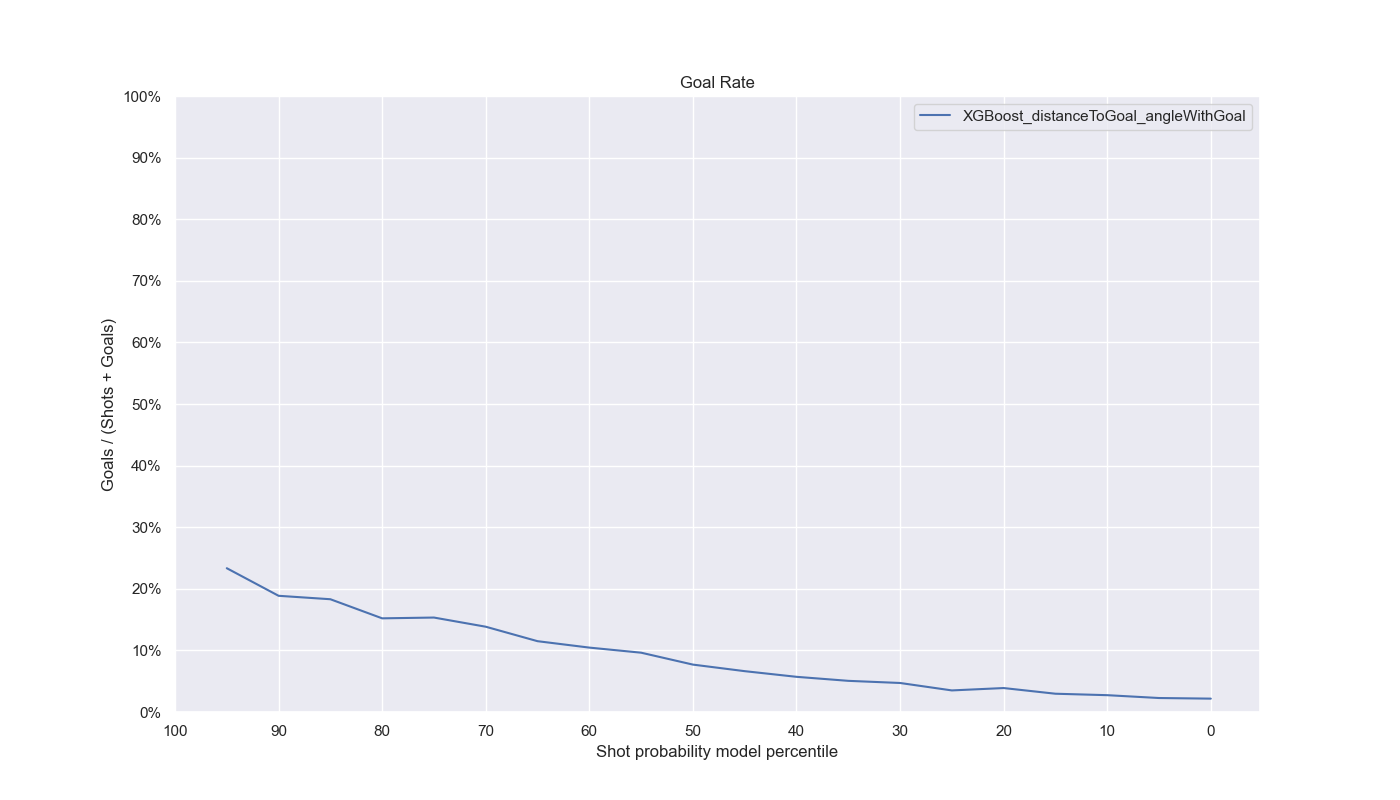 Goal Rate
XGBoost_distanceToGoal_angleWithGoal
100%
90%
80%
70%
60%
50%
40%
30%
20%
10%
0%
Goals / (Shots + Goals)
100 90 80 70 60 50 40 30 20 10 0
Shot probability model percentile